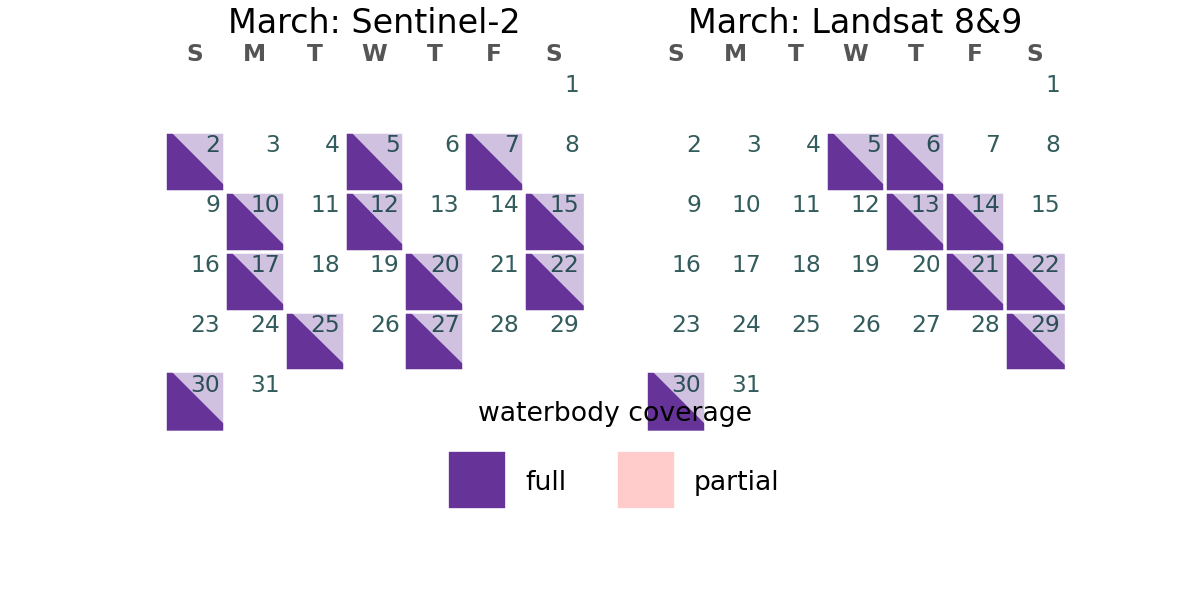 March: Sentinel-2
S M T W T F S
1
2 3 4 5 6 7 8
9 10 11 12 13 14 15
16 17 18 19 20 21 22
23 24 25 26 27 28 29
30 31
March: Landsat 8&9
S M T W T F S
1
2 3 4 5 6 7 8
9 10 11 12 13 14 15
16 17 18 19 20 21 22
23 24 25 26 27 28 29
30 31
waterbody coverage
full partial